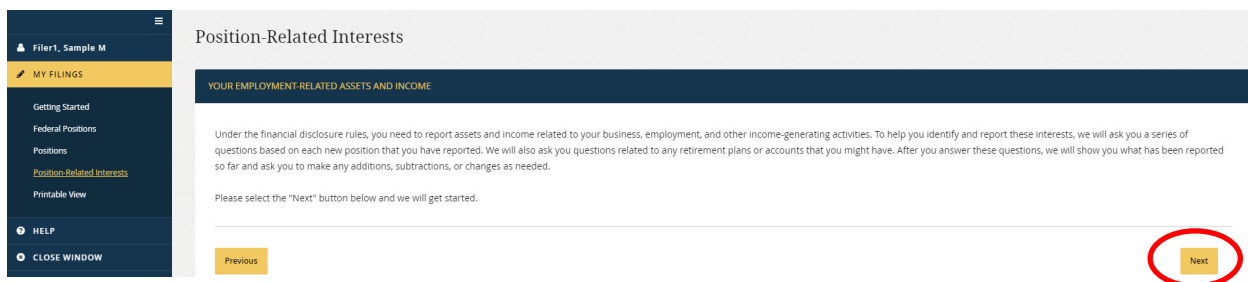 Filer1, Sample M
MY FILINGS
Getting Started
Federal Positions
Positions
Position-Related Interests
Printable View
HELP
CLOSE WINDOW
Position-Related Interests
YOUR EMPLOYMENT-RELATED ASSETS AND INCOME
Under the financial disclosure rules, you need to report assets and income related to your business, employment, and other income-generating activities. To help you identify and report these interests, we will ask you a series of
questions based on each new position that you have reported. We will also ask you questions related to any retirement plans or accounts that you might have. After you answer these questions, we will show you what has been reported
so far and ask you to make any additions, subtractions, or changes as needed.
Please select the "Next" button below and we will get started.
Previous
Next